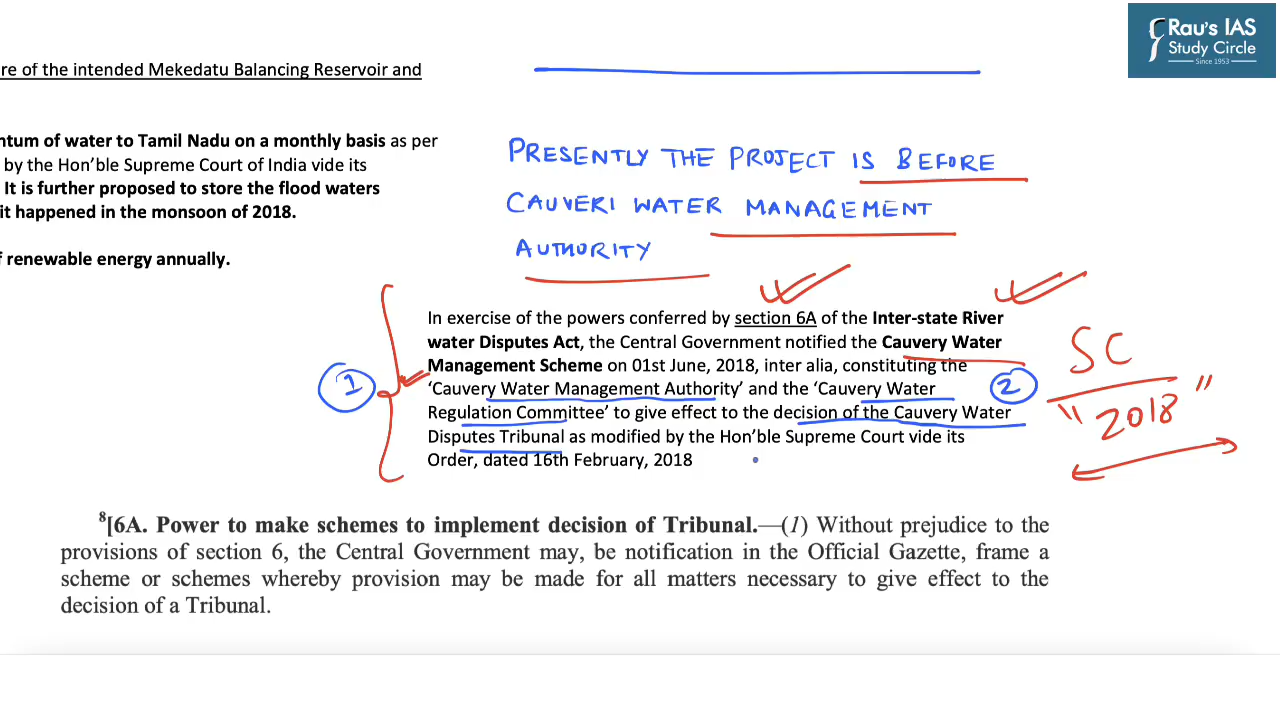 Rau's IAS
Study Circle
Since 1953
re of the intended Mekedatu Balancing Reservoir and
ntum of water to Tamil Nadu on a monthly basis as per
by the Hon'ble Supreme Court of India vide its
It is further proposed to store the flood waters
it happened in the monsoon of 2018.
f renewable energy annually.
PRESENTLY THE PROJECT IS BEFORE
CAUVERI WATER MANAGEMENT
AUTHORITY
1
In exercise of the powers conferred by section 6A of the Inter-state River
water Disputes Act, the Central Government notified the Cauvery Water
Management Scheme on 01st June, 2018, inter alia, constituting the
'Cauvery Water Management Authority' and the 'Cauvery Water
Regulation Committee' to give effect to the decision of the Cauvery Water
Disputes Tribunal as modified by the Hon'ble Supreme Court vide its
Order, dated 16th February, 2018
2
SC
"2018"
8[6A. Power to make schemes to implement decision of Tribunal.—(1) Without prejudice to the
provisions of section 6, the Central Government may, be notification in the Official Gazette, frame a
scheme or schemes whereby provision may be made for all matters necessary to give effect to the
decision of a Tribunal.